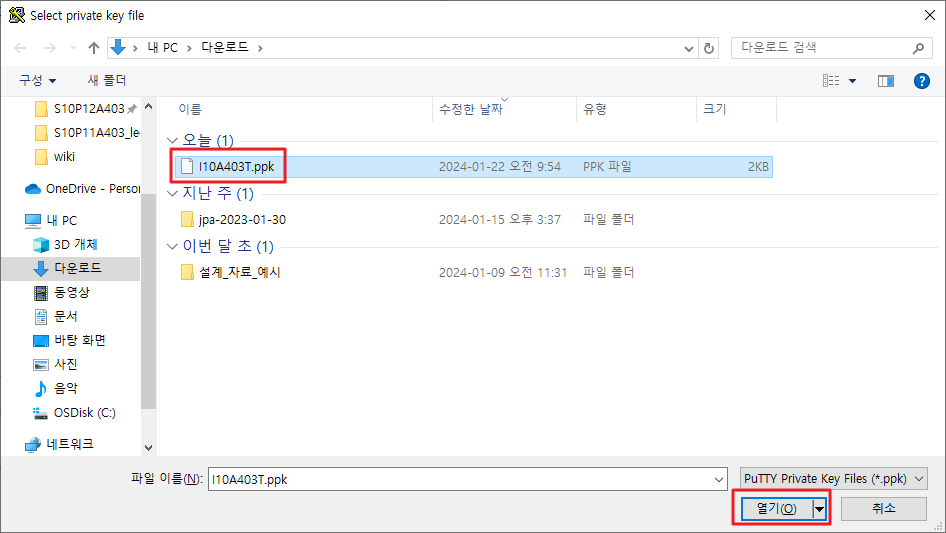 Select private key file
내 PC 다운로드
다운로드 검색
구성 새 폴더
이름 수정한 날짜 유형 크기
S10P12A403
S10P11A403_le
wiki
OneDrive - Person
내 PC
3D 개체
다운로드
동영상
문서
바탕 화면
사진
음악
OSDisk (C:)
네트워크
오늘 (1)
I10A403T.ppk 2024-01-22 오전 9:54 PPK 파일 2KB
지난 주 (1)
jpa-2023-01-30 2024-01-15 오후 3:37 파일 폴더
이번 달 초 (1)
설계_자료_예시 2024-01-09 오전 11:31 파일 폴더
파일 이름(N): I10A403T.ppk PuTTY Private Key Files (*.ppk)
열기(O) 취소